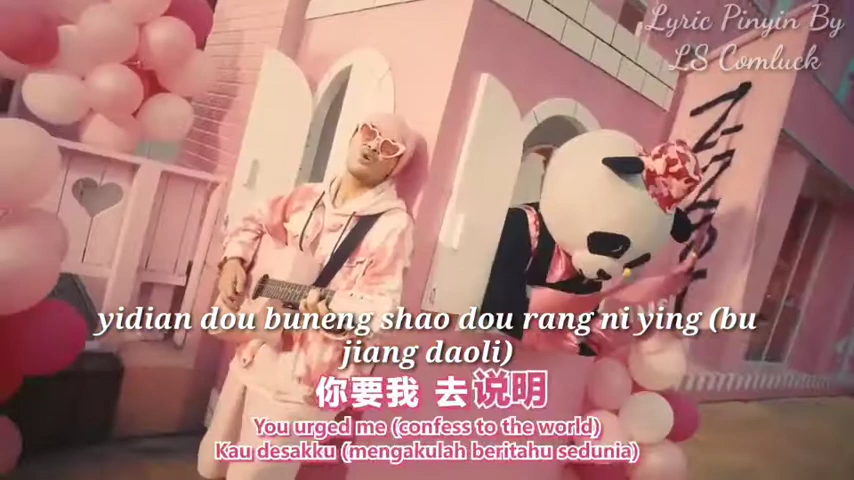 Lyric Pinyin By
LS Comluck
yidian dou buneng shao dou rang ni ying (bu
jiang daoli)
你要我 去说明
You urged me (confess to the world)
Kau desakku (mengakulah beritahu sedunia)